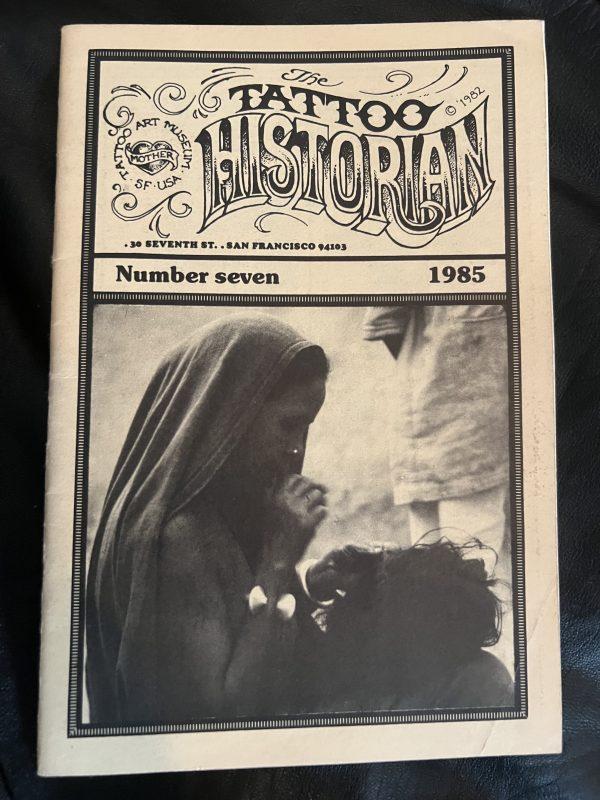 The
TATTOO
© 1982
HISTORIAN
TATTOO ART MUSEUM.
MOTHER
SF·USA
. 30 SEVENTH ST. . SAN FRANCISCO 94103
Number seven 1985